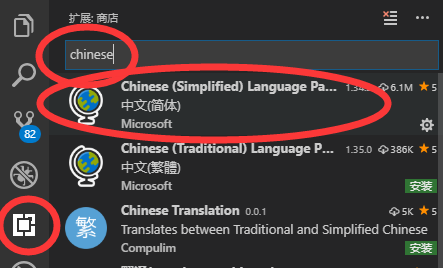 扩展: 商店
chinese
Chinese (Simplified) Language Pa... 1.34.2 6.1M 5
中文(简体)
Microsoft
Chinese (Traditional) Language P... 1.35.0 386K 5
中文(繁體)
Microsoft 安装
82
繁
Chinese Translation 0.0.1 5K 5
Translates between Traditional and Simplified Chinese
Compulim 安装